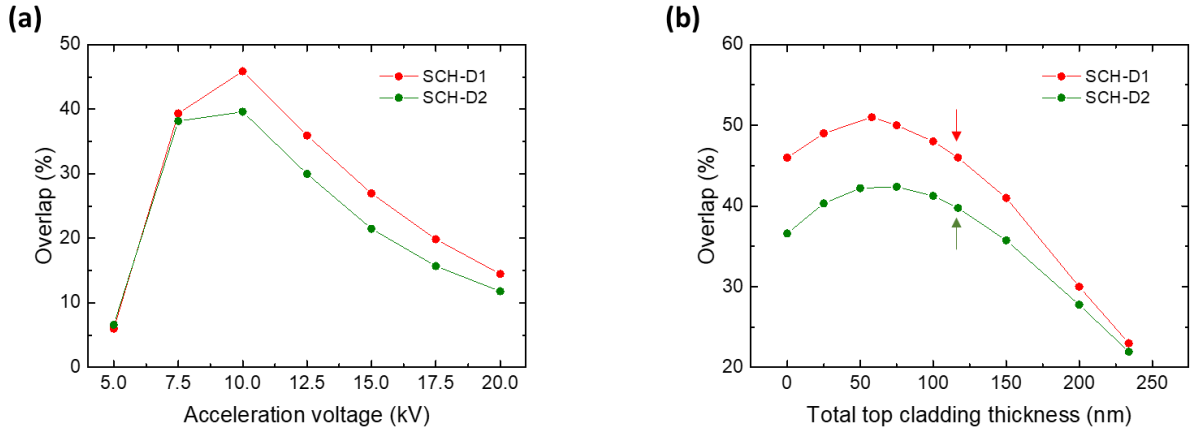 (a)
50
40
30
20
10
0
Overlap (%)
SCH-D1
SCH-D2
5.0 7.5 10.0 12.5 15.0 17.5 20.0
Acceleration voltage (kV)
(b)
60
50
40
30
20
Overlap (%)
SCH-D1
SCH-D2
0 50 100 150 200 250
Total top cladding thickness (nm)